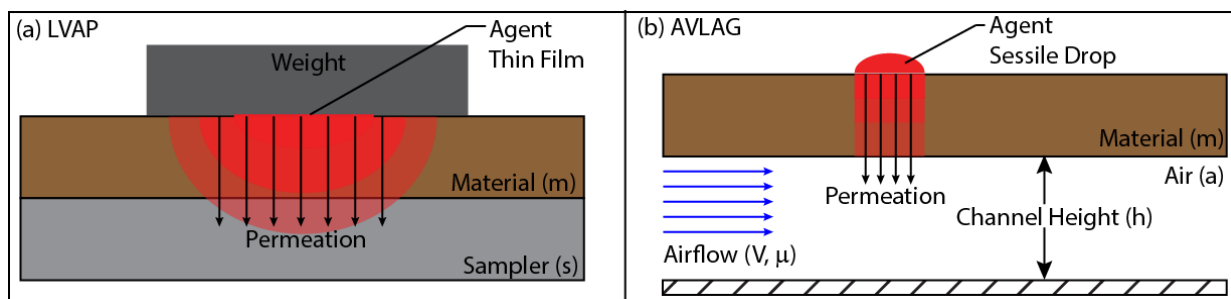 (a) LVAP
Agent
Thin Film
Weight
Material (m)
Permeation
Sampler (s)
(b) AVLAG
Agent
Sessile Drop
Material (m)
Air (a)
Permeation
Channel Height (h)
Airflow (V, μ)